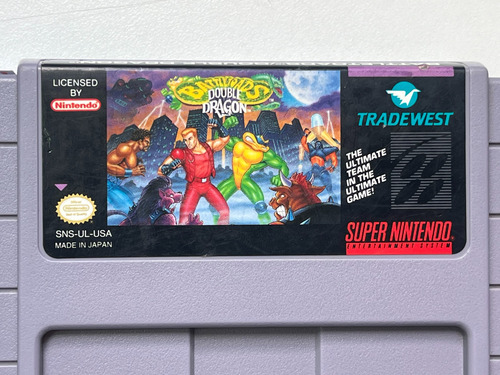 LICENSED
BY
Nintendo
BATTLETOADS
DOUBLE
DRAGON
TRADEWEST
THE
ULTIMATE
TEAM
IN THE
ULTIMATE
GAME!
SNS-UL-USA
MADE IN JAPAN
SUPER NINTENDO
ENTERTAINMENT SYSTEM